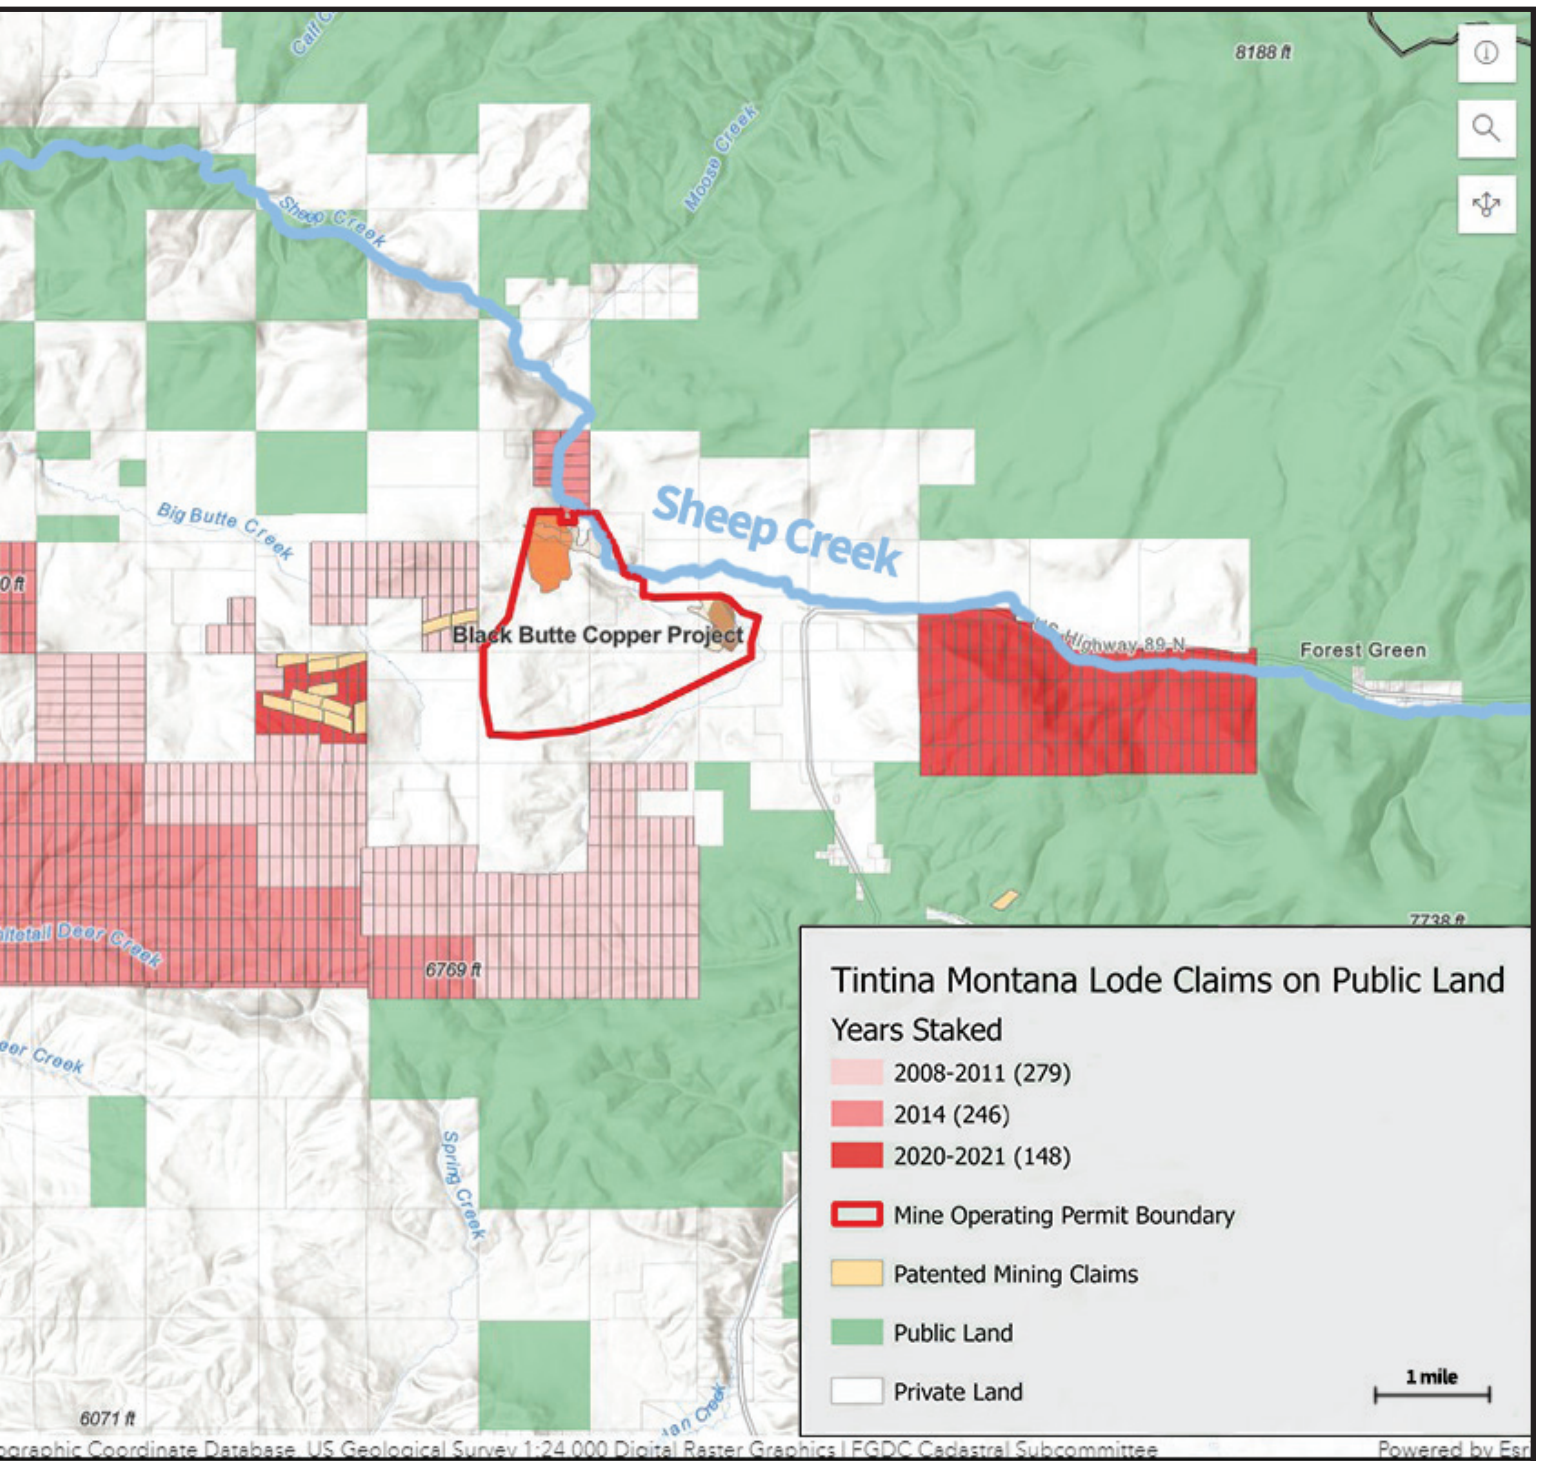 Calf C
8188 ft
Moose Creek
Sheep Creek
Big Butte Creek
Sheep Creek
0 ft
Black Butte Copper Project
US Highway 89 N
Forest Green
7738 ft
itetail Deer Creek
6769 ft
eer Creek
Spring Creek
6071 ft
an Creek
Tintina Montana Lode Claims on Public Land
Years Staked
2008-2011 (279)
2014 (246)
2020-2021 (148)
Mine Operating Permit Boundary
Patented Mining Claims
Public Land
Private Land
1 mile
ographic Coordinate Database, US Geological Survey 1:24,000 Digital Raster Graphics | FGDC Cadastral Subcommittee
Powered by Esri